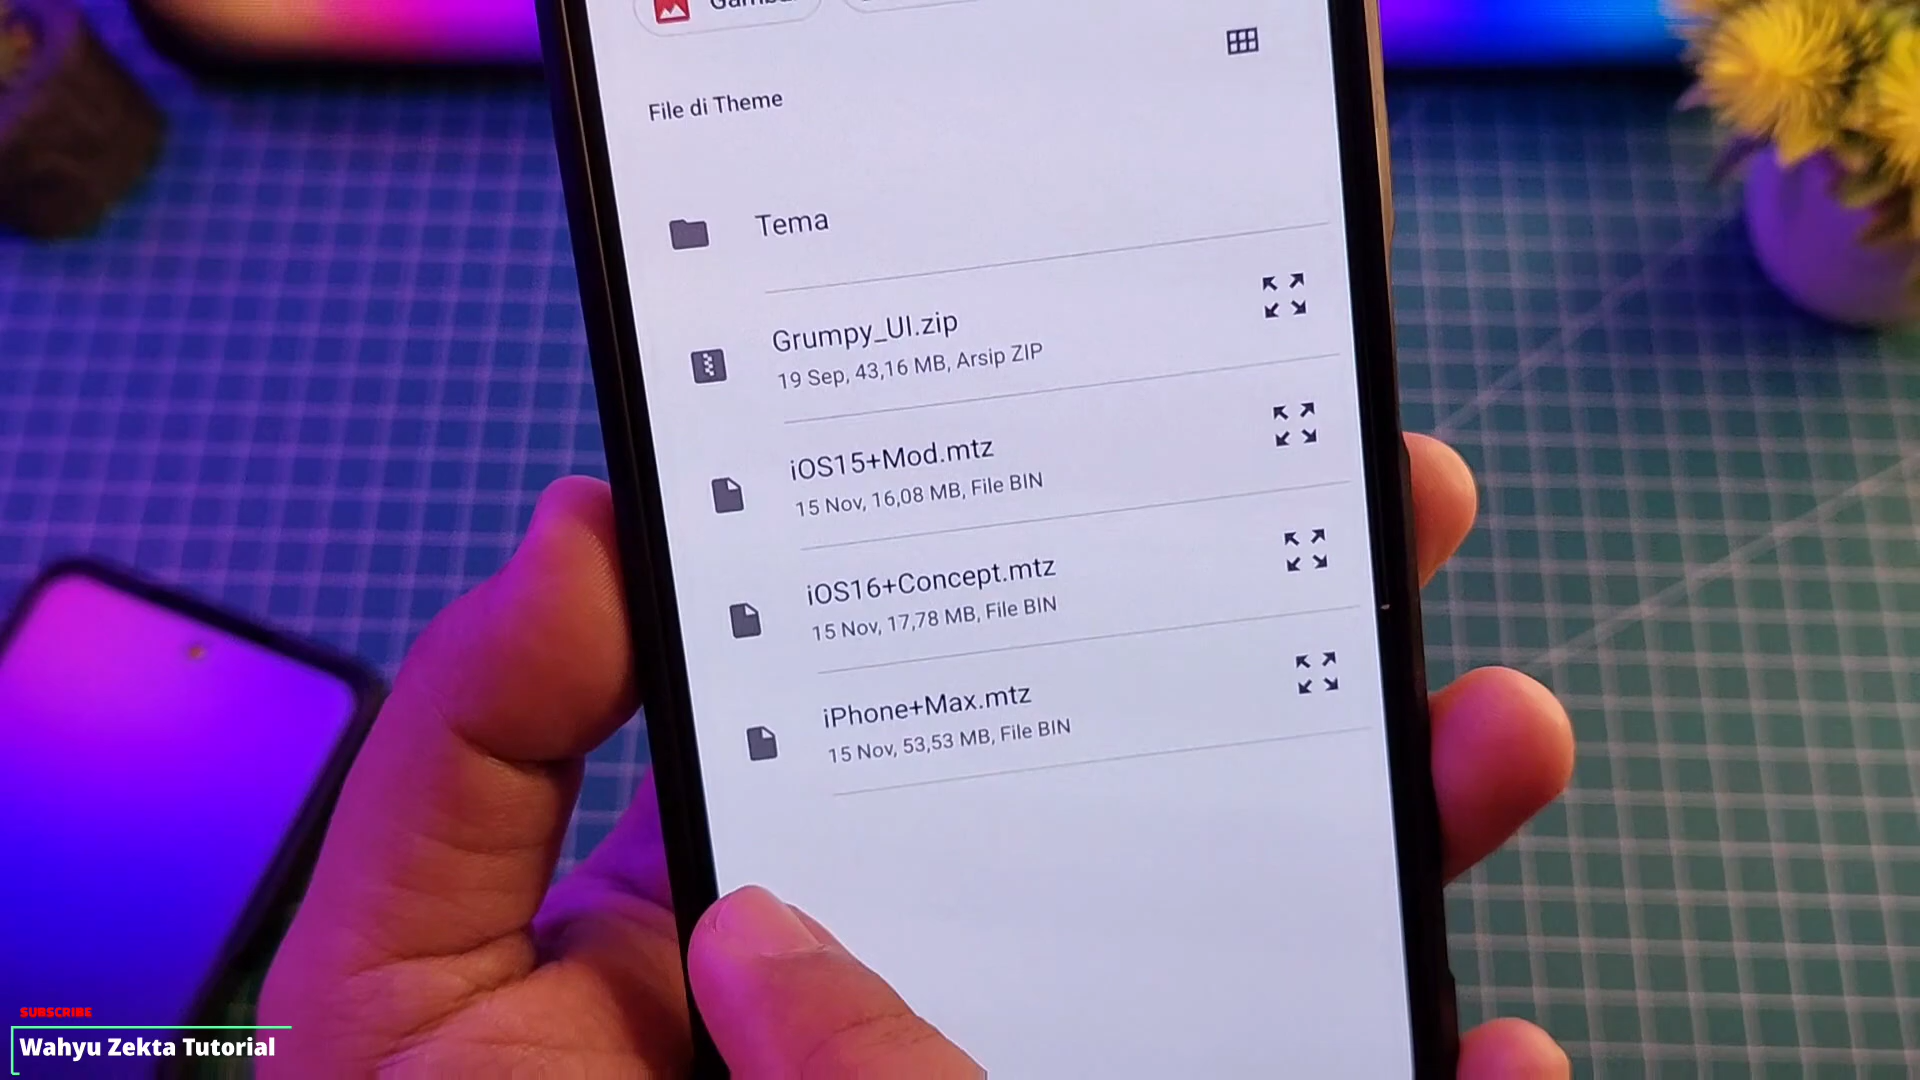 File di Theme
Tema
Grumpy_UI.zip
19 Sep, 43,16 MB, Arsip ZIP
iOS15+Mod.mtz
15 Nov, 16,08 MB, File BIN
iOS16+Concept.mtz
15 Nov, 17,78 MB, File BIN
iPhone+Max.mtz
15 Nov, 53,53 MB, File BIN
SUBSCRIBE
Wahyu Zekta Tutorial